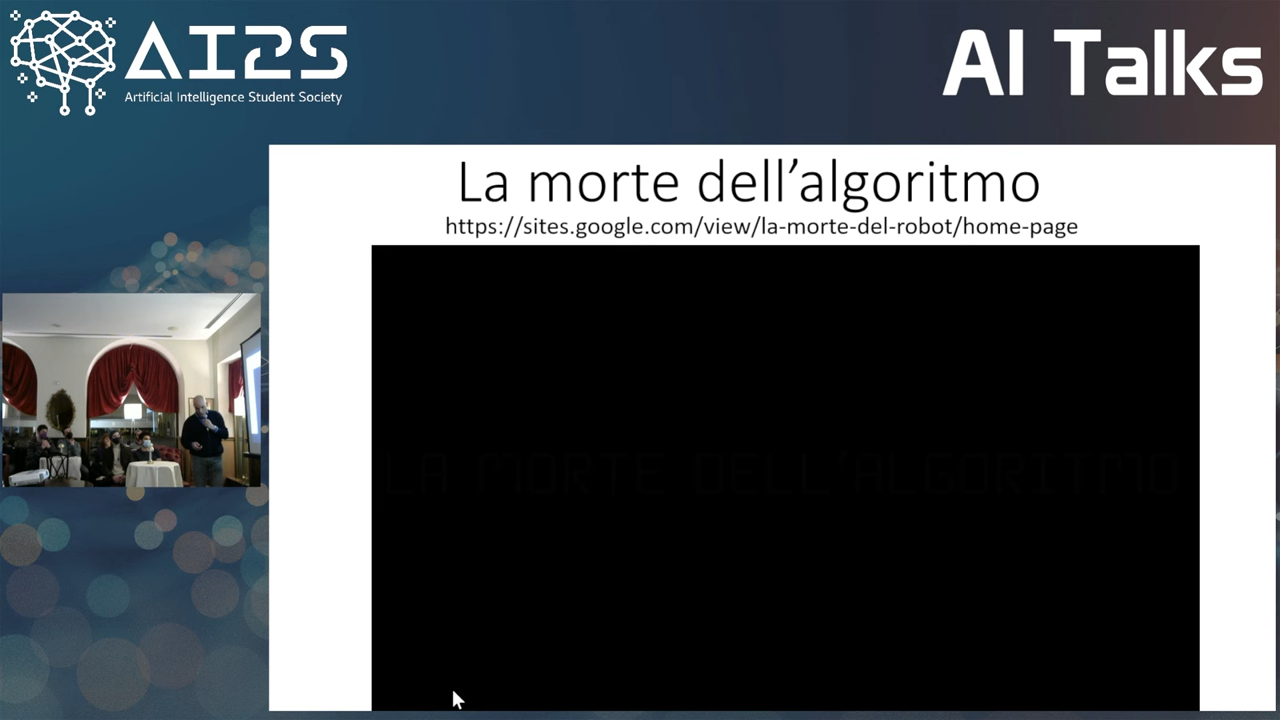 AI2S
Artificial Intelligence Student Society
AI Talks
La morte dell’algoritmo
https://sites.google.com/view/la-morte-del-robot/home-page
LA MORTE DELL'ALGORITMO